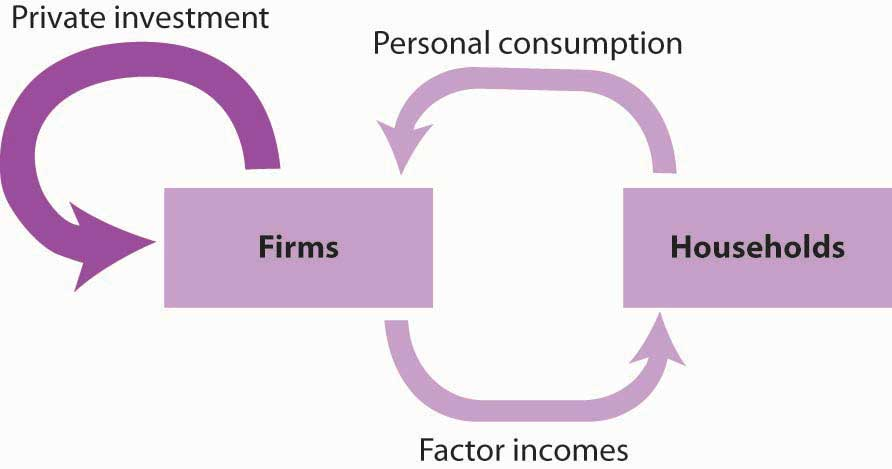 Private investment
Personal consumption
Firms
Households
Factor incomes